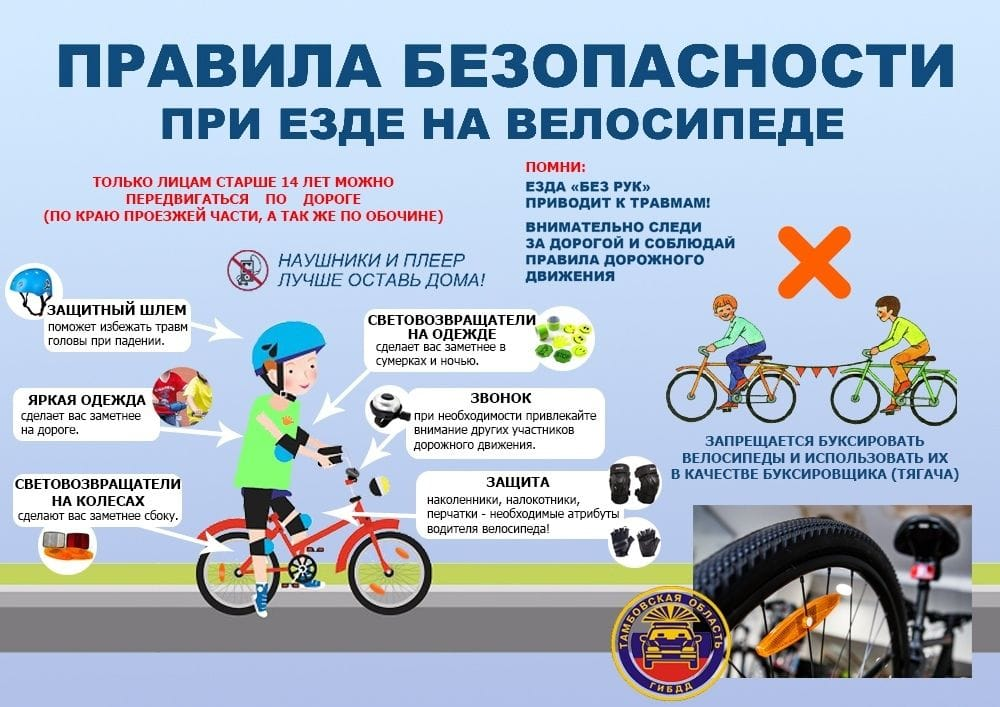 ПРАВИЛА БЕЗОПАСНОСТИ
ПРИ ЕЗДЕ НА ВЕЛОСИПЕДЕ
ТОЛЬКО ЛИЦАМ СТАРШЕ 14 ЛЕТ МОЖНО
ПЕРЕДВИГАТЬСЯ ПО ДОРОГЕ
(ПО КРАЮ ПРОЕЗЖЕЙ ЧАСТИ, А ТАК ЖЕ ПО ОБОЧИНЕ)
ПОМНИ:
ЕЗДА «БЕЗ РУК»
ПРИВОДИТ К ТРАВМАМ!
ВНИМАТЕЛЬНО СЛЕДИ
ЗА ДОРОГОЙ И СОБЛЮДАЙ
ПРАВИЛА ДОРОЖНОГО
ДВИЖЕНИЯ
НАУШНИКИ И ПЛЕЕР
ЛУЧШЕ ОСТАВЬ ДОМА!
ЗАЩИТНЫЙ ШЛЕМ
поможет избежать травм
головы при падении.
ЯРКАЯ ОДЕЖДА
сделает вас заметнее
на дороге.
СВЕТОВОЗВРАЩАТЕЛИ
НА КОЛЕСАХ
сделают вас заметнее сбоку.
СВЕТОВОЗВРАЩАТЕЛИ
НА ОДЕЖДЕ
сделает вас заметнее в
сумерках и ночью.
ЗВОНОК
при необходимости привлекайте
внимание других участников
дорожного движения.
ЗАЩИТА
наколенники, налокотники,
перчатки - необходимые атрибуты
водителя велосипеда!
ЗАПРЕЩАЕТСЯ БУКСИРОВАТЬ
ВЕЛОСИПЕДЫ И ИСПОЛЬЗОВАТЬ ИХ
В КАЧЕСТВЕ БУКСИРОВЩИКА (ТЯГАЧА)
ТАМБОВСКАЯ ОБЛАСТЬ
ГИБДД